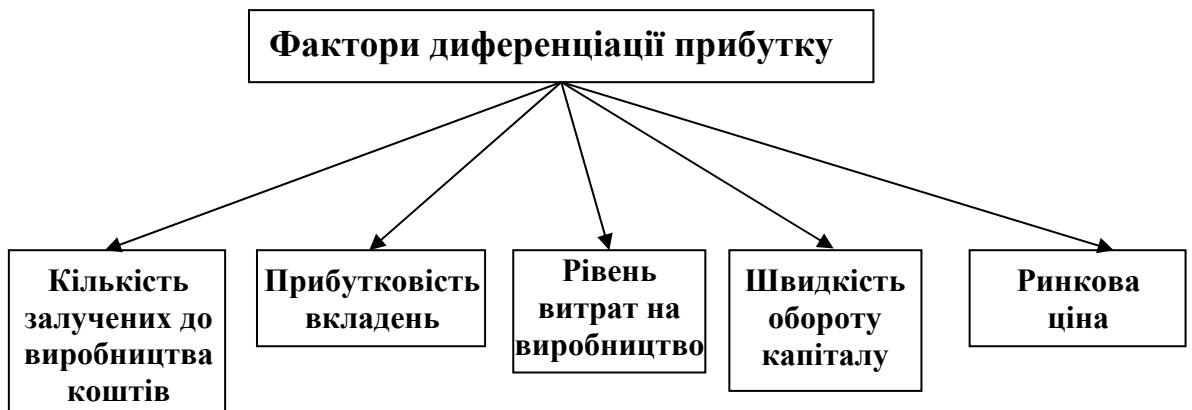 Фактори диференціації прибутку
Кількість
залучених до
виробництва
коштів
Прибутковість
вкладень
Рівень
витрат на
виробництво
Швидкість
обороту
капіталу
Ринкова
ціна